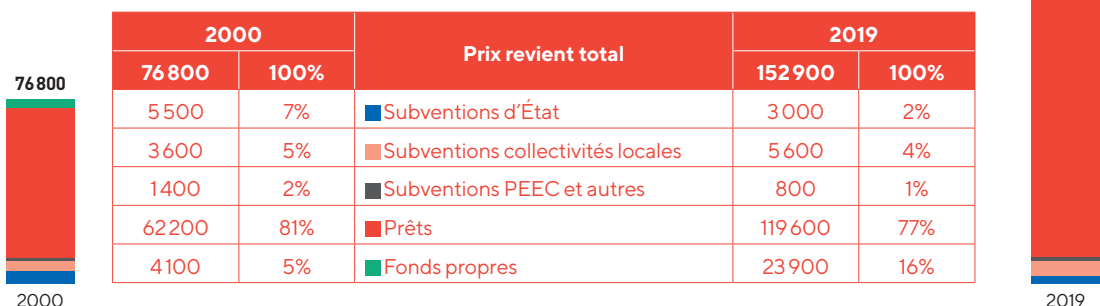 76 800
2000
2000 Prix revient total 2019
76 800 100% 152 900 100%
5 500 7% Subventions d'État 3 000 2%
3 600 5% Subventions collectivités locales 5 600 4%
1 400 2% Subventions PEEC et autres 800 1%
62 200 81% Prêts 119 600 77%
4 100 5% Fonds propres 23 900 16%
2019